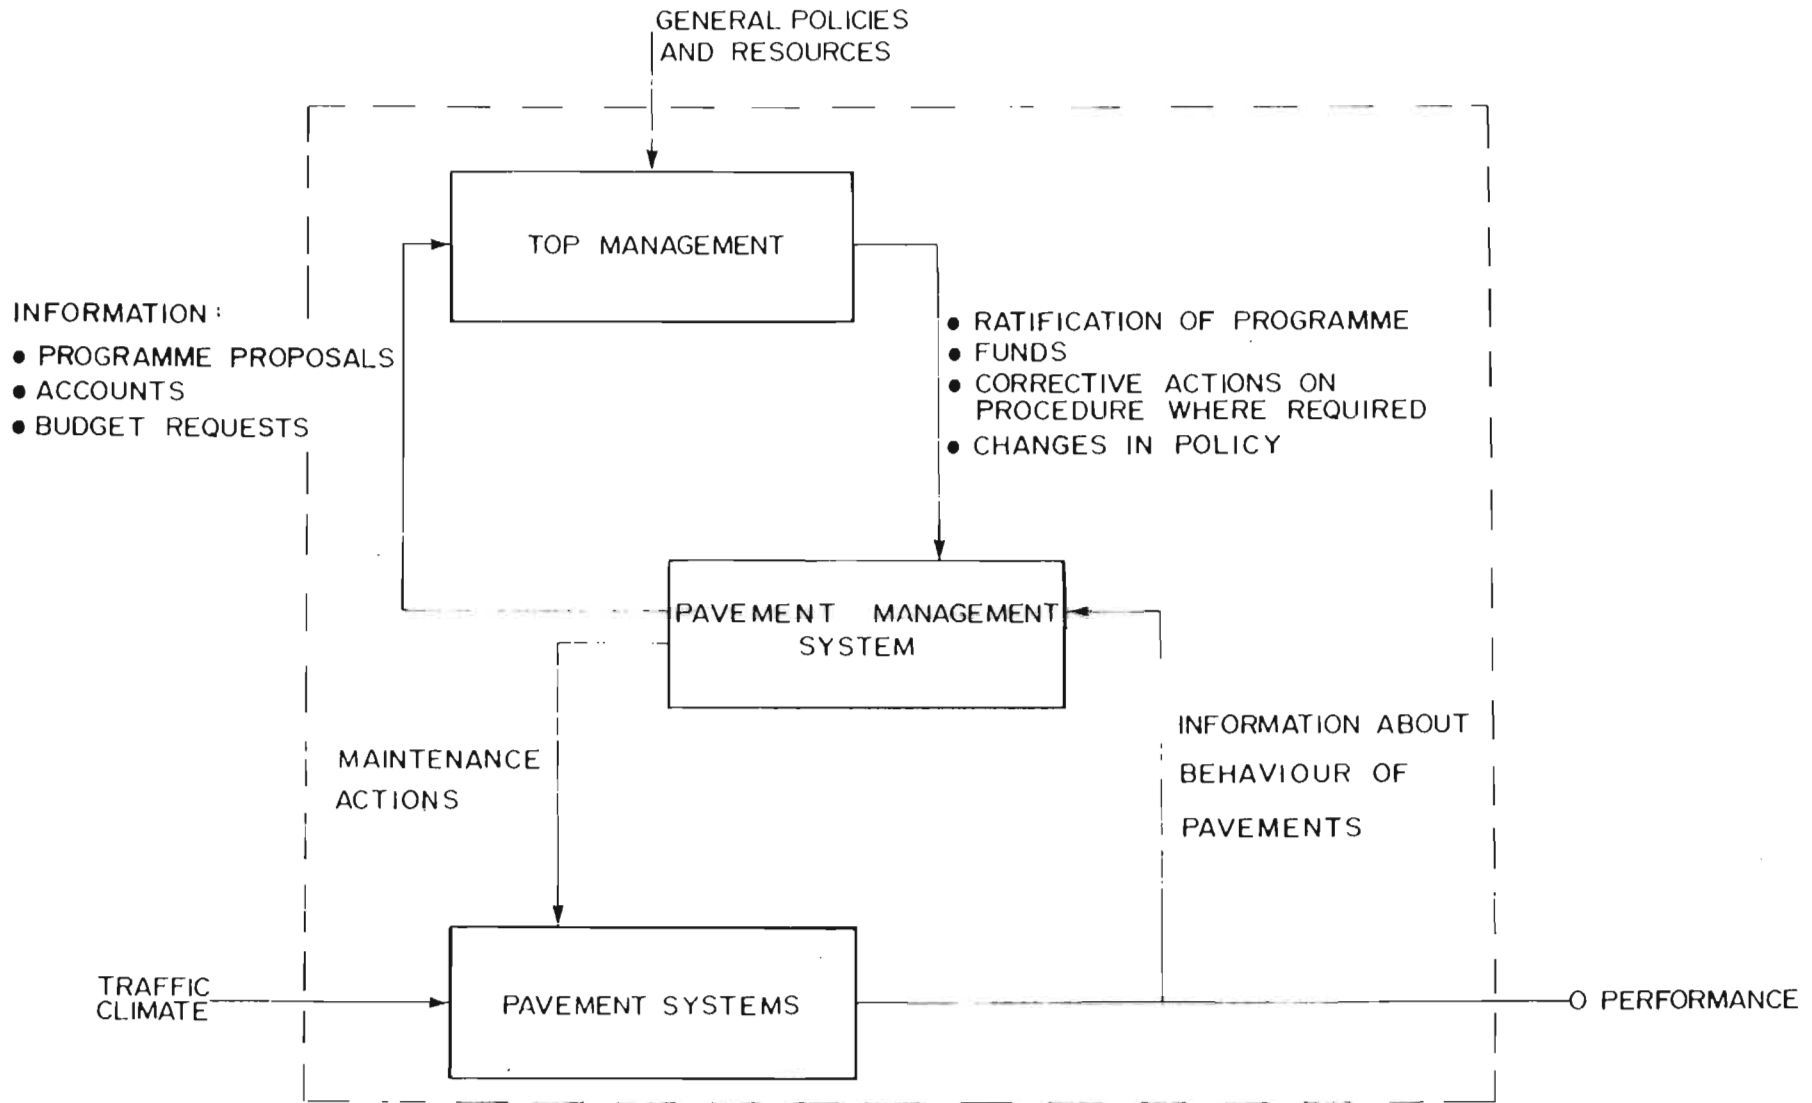 GENERAL POLICIES
AND RESOURCES
TOP MANAGEMENT
INFORMATION:
• PROGRAMME PROPOSALS
• ACCOUNTS
• BUDGET REQUESTS
• RATIFICATION OF PROGRAMME
• FUNDS
• CORRECTIVE ACTIONS ON
PROCEDURE WHERE REQUIRED
• CHANGES IN POLICY
PAVEMENT MANAGEMENT
SYSTEM
MAINTENANCE
ACTIONS
INFORMATION ABOUT
BEHAVIOUR OF
PAVEMENTS
TRAFFIC
CLIMATE
PAVEMENT SYSTEMS
PERFORMANCE